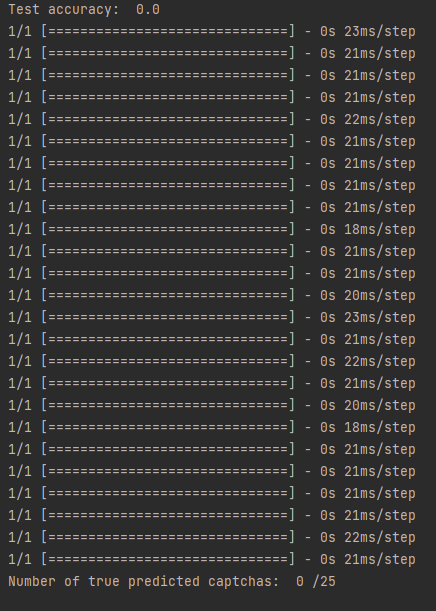 Test accuracy:  0.0
1/1 [==============================] - 0s 23ms/step
1/1 [==============================] - 0s 21ms/step
1/1 [==============================] - 0s 21ms/step
1/1 [==============================] - 0s 21ms/step
1/1 [==============================] - 0s 22ms/step
1/1 [==============================] - 0s 21ms/step
1/1 [==============================] - 0s 21ms/step
1/1 [==============================] - 0s 21ms/step
1/1 [==============================] - 0s 21ms/step
1/1 [==============================] - 0s 18ms/step
1/1 [==============================] - 0s 21ms/step
1/1 [==============================] - 0s 21ms/step
1/1 [==============================] - 0s 20ms/step
1/1 [==============================] - 0s 23ms/step
1/1 [==============================] - 0s 21ms/step
1/1 [==============================] - 0s 22ms/step
1/1 [==============================] - 0s 21ms/step
1/1 [==============================] - 0s 20ms/step
1/1 [==============================] - 0s 18ms/step
1/1 [==============================] - 0s 21ms/step
1/1 [==============================] - 0s 21ms/step
1/1 [==============================] - 0s 21ms/step
1/1 [==============================] - 0s 21ms/step
1/1 [==============================] - 0s 22ms/step
1/1 [==============================] - 0s 21ms/step
Number of true predicted captchas:  0 /25